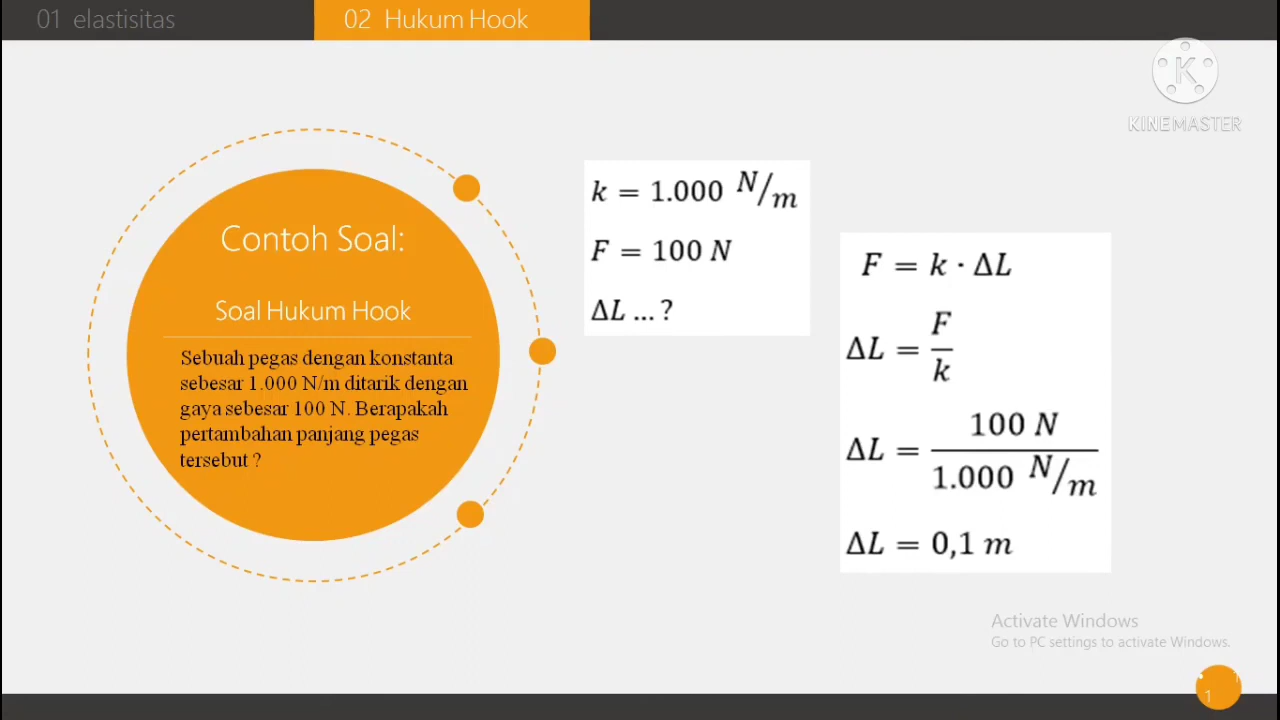 01 elastisitas
02 Hukum Hook
KINEMASTER
Contoh Soal:
Soal Hukum Hook
Sebuah pegas dengan konstanta
sebesar 1.000 N/m ditarik dengan
gaya sebesar 100 N. Berapakah
pertambahan panjang pegas
tersebut ?
k = 1.000 N/m
F = 100 N
ΔL ... ?
F = k · ΔL
ΔL = F/k
ΔL = 100 N / 1.000 N/m
ΔL = 0,1 m
Activate Windows
Go to PC settings to activate Windows.
1
1